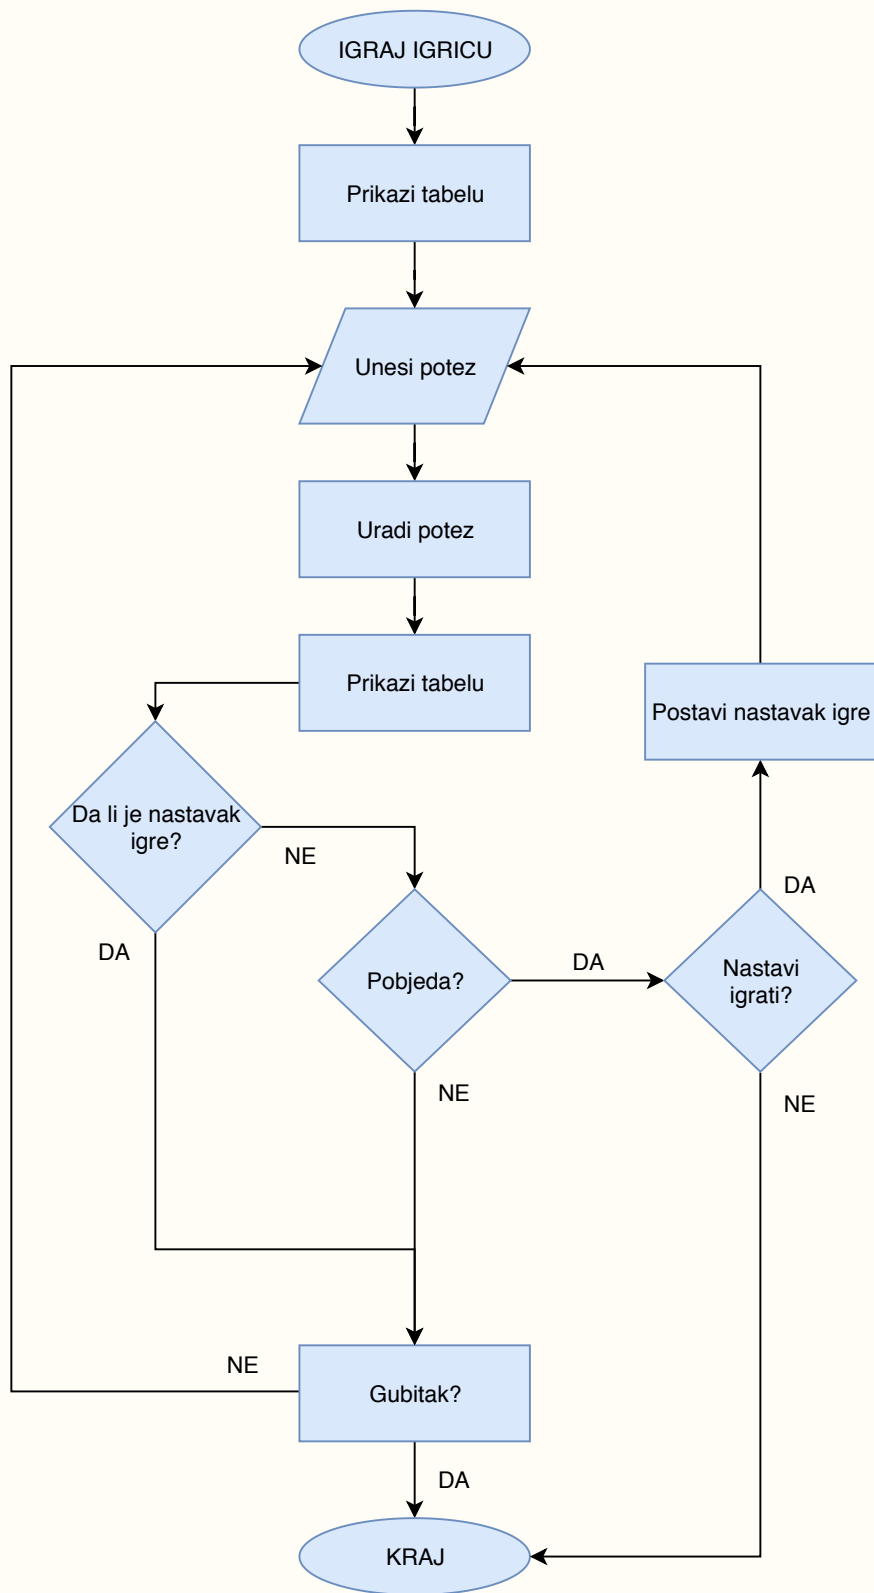 IGRAJ IGRICU
Prikazi tabelu
Unesi potez
Uradi potez
Prikazi tabelu
Postavi nastavak igre
Da li je nastavak
igre?
NE
DA
DA
Pobjeda?
DA
Nastavi
igrati?
NE
NE
NE
Gubitak?
DA
KRAJ